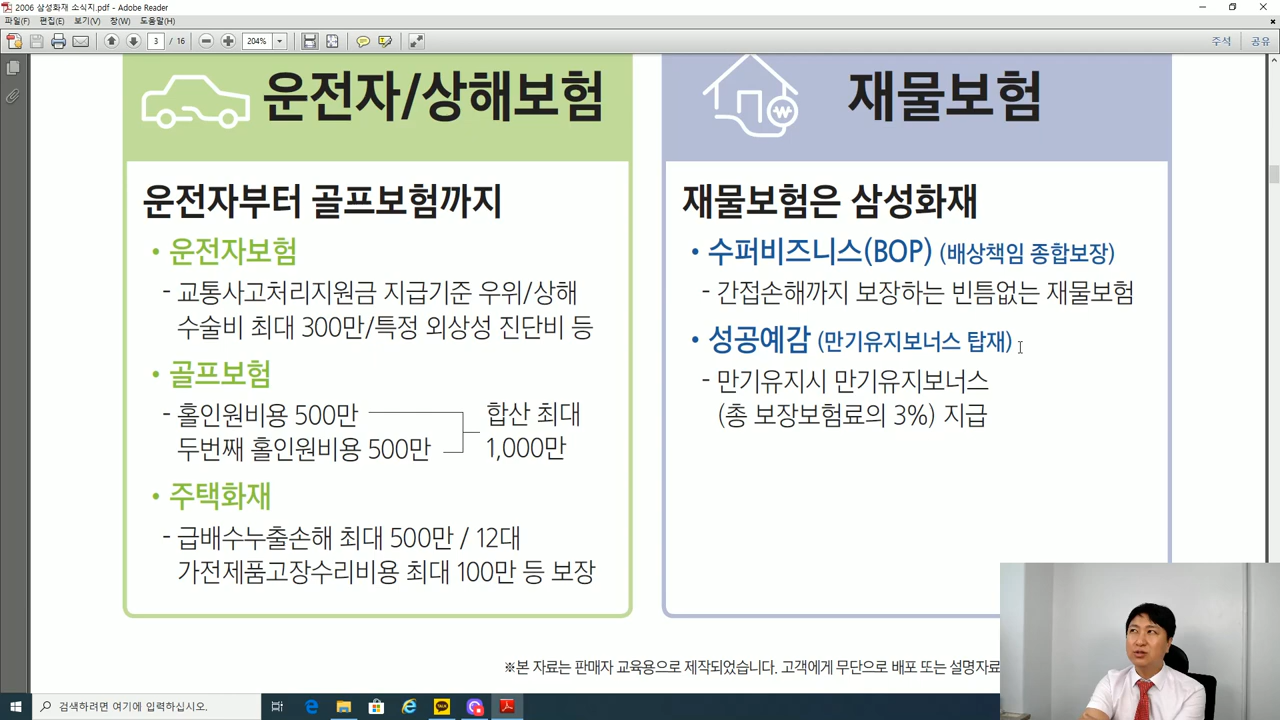 2006 삼성화재 소식지.pdf - Adobe Reader
파일(F) 편집(E) 보기(V) 창(W) 도움말(H)
3 / 16 204% 주석 공유
운전자/상해보험
운전자부터 골프보험까지
• 운전자보험
- 교통사고처리지원금 지급기준 우위/상해
수술비 최대 300만/특정 외상성 진단비 등
• 골프보험
- 홀인원비용 500만
두번째 홀인원비용 500만
합산 최대
1,000만
• 주택화재
- 급배수누출손해 최대 500만 / 12대
가전제품고장수리비용 최대 100만 등 보장
재물보험
재물보험은 삼성화재
• 수퍼비즈니스(BOP) (배상책임 종합보장)
- 간접손해까지 보장하는 빈틈없는 재물보험
• 성공예감 (만기유지보너스 탑재)
- 만기유지시 만기유지보너스
(총 보장보험료의 3%) 지급
※본 자료는 판매자 교육용으로 제작되었습니다. 고객에게 무단으로 배포 또는 설명자료
검색하려면 여기에 입력하십시오.
TALK